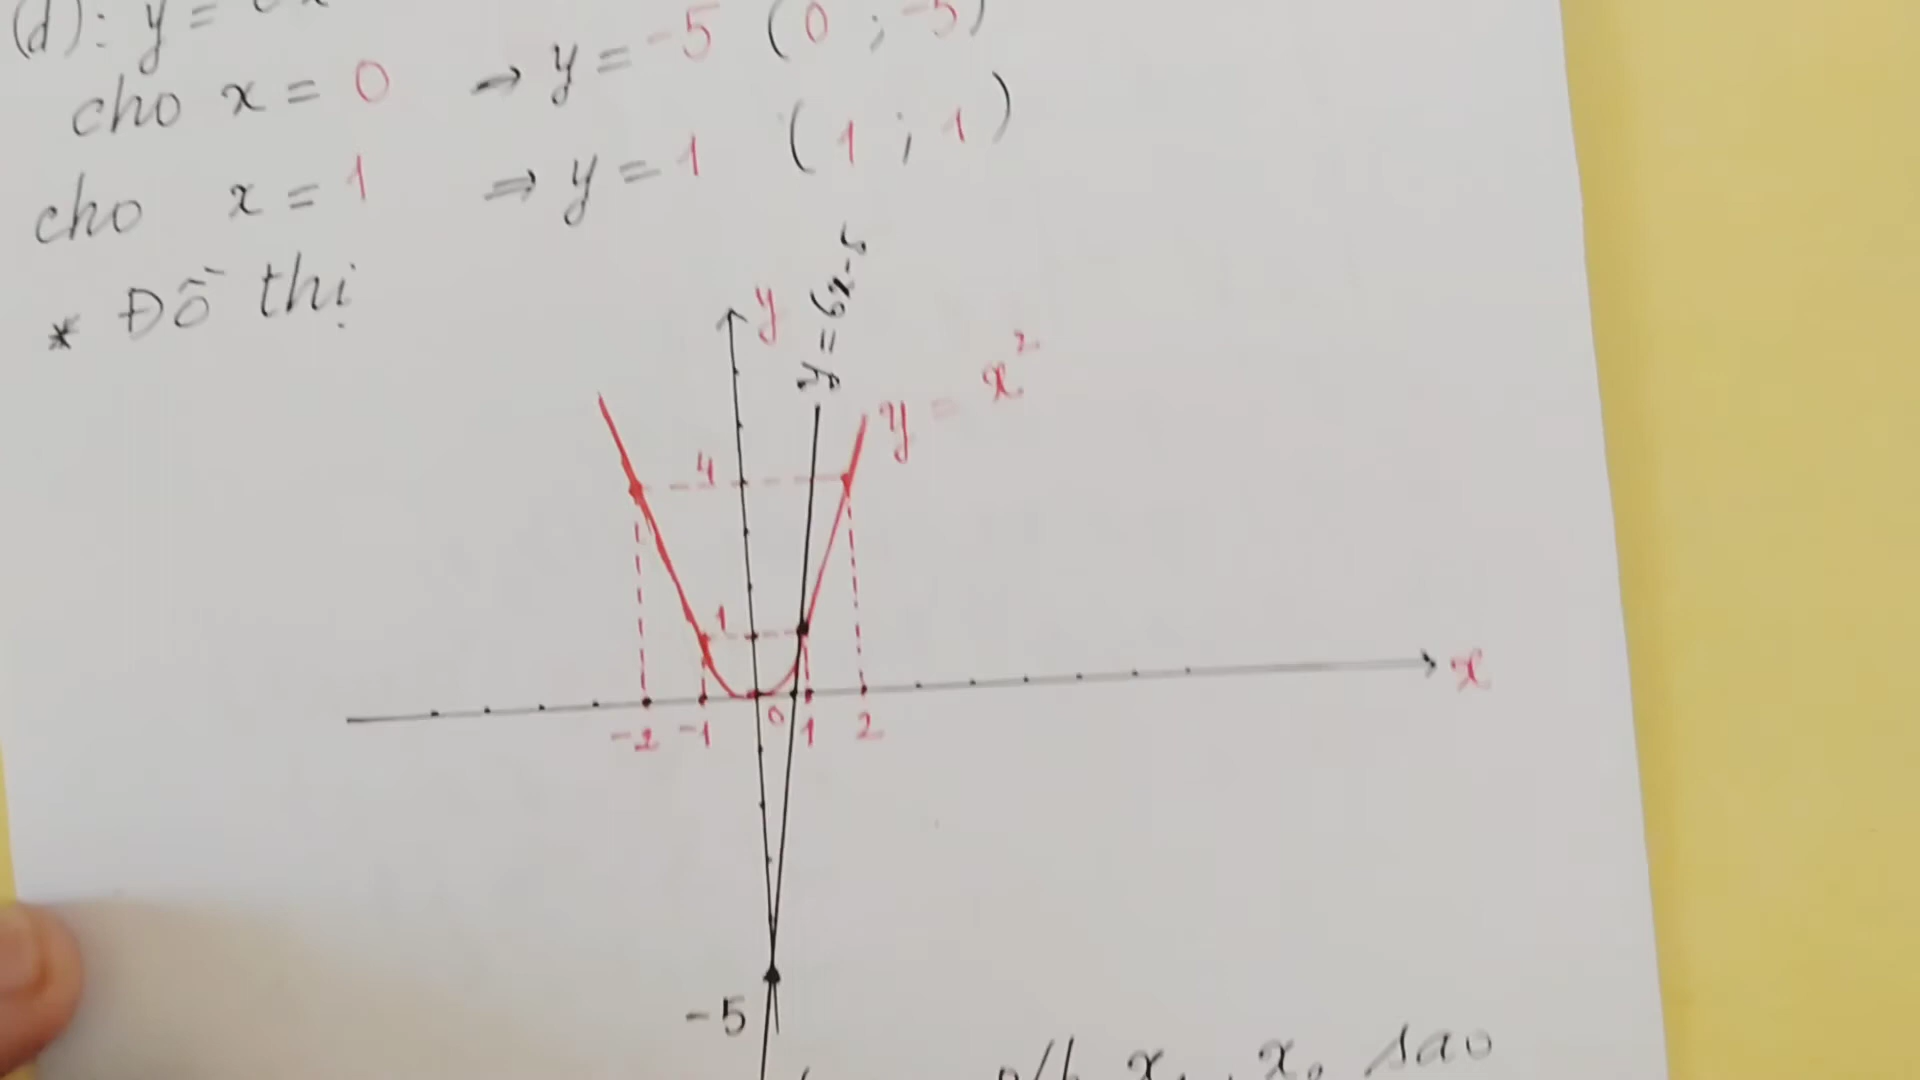 (d): y =
cho x = 0 → y = -5 (0 ; -5)
cho x = 1 ⇒ y = 1 (1 ; 1)
* Đồ thị
y
y = 6x-5
y = x²
4
1
x
-2 -1 0 1 2
-5
sao